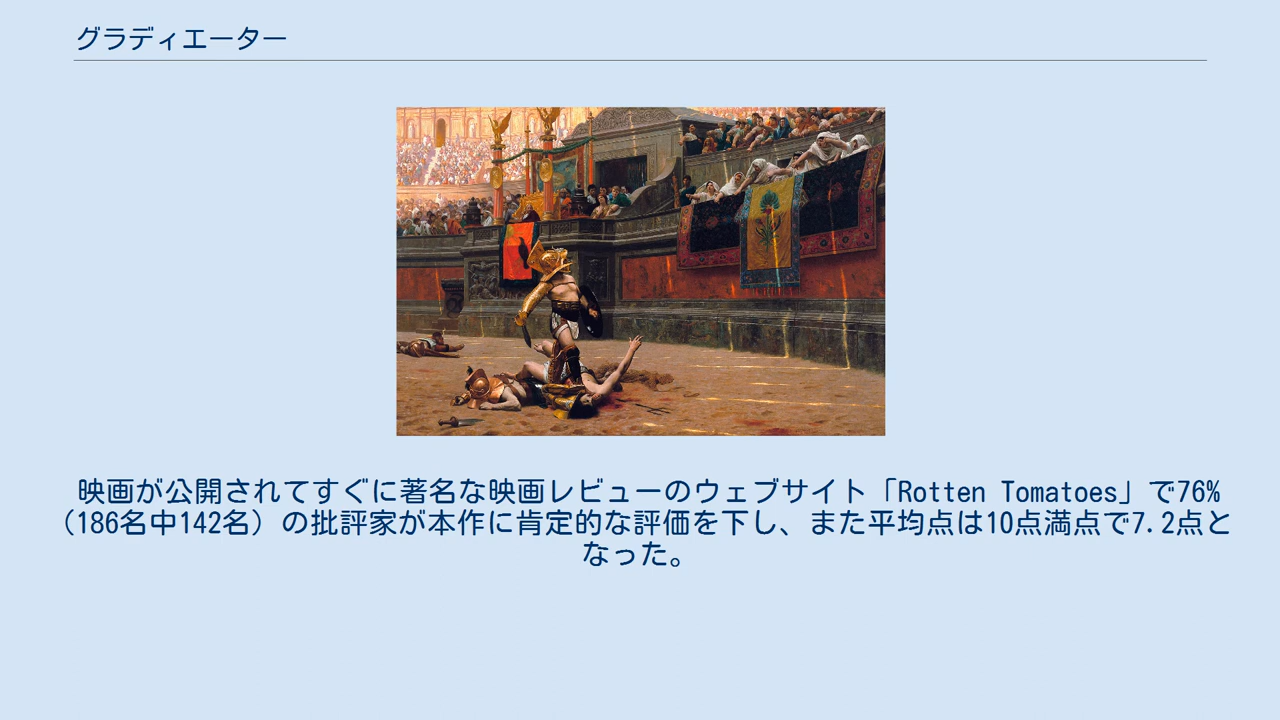 グラディエーター
映画が公開されてすぐに著名な映画レビューのウェブサイト「Rotten Tomatoes」で76%
（186名中142名）の批評家が本作に肯定的な評価を下し、また平均点は10点満点で7.2点と
なった。